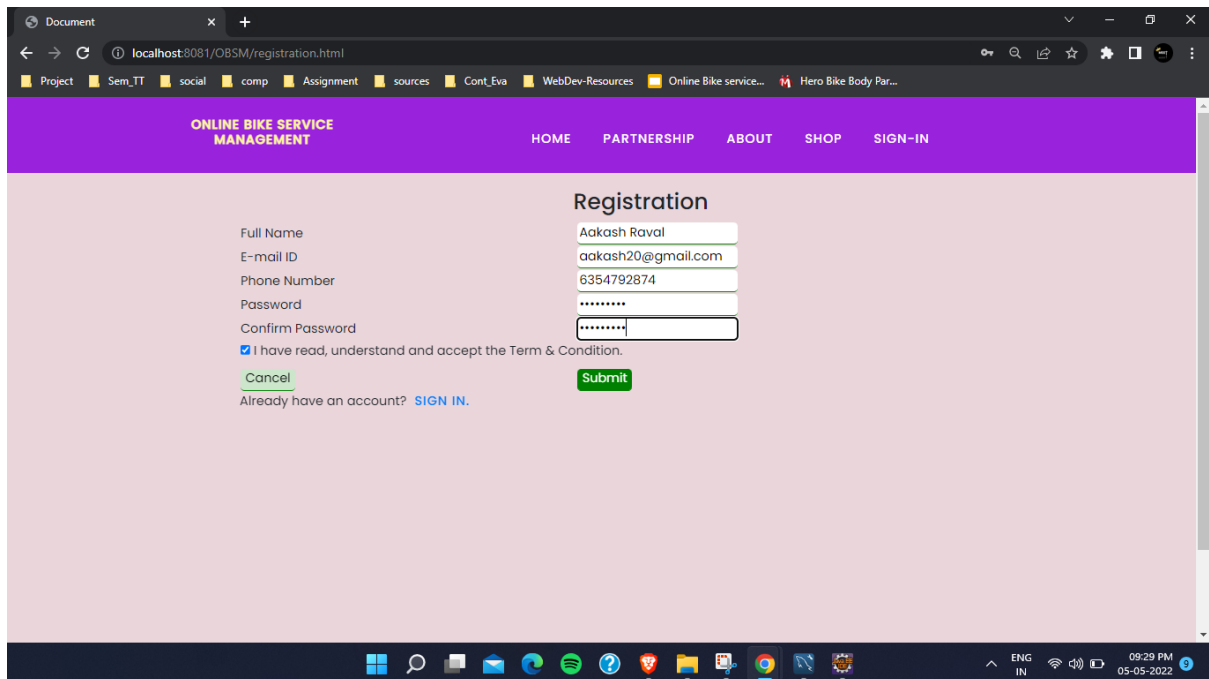 Document
localhost:8081/OBSM/registration.html
Project Sem_TT social comp Assignment sources Cont_Eva WebDev-Resources Online Bike service... Hero Bike Body Par...
ONLINE BIKE SERVICE
MANAGEMENT
HOME PARTNERSHIP ABOUT SHOP SIGN-IN
Registration
Full Name Aakash Raval
E-mail ID aakash20@gmail.com
Phone Number 6354792874
Password •••••••••
Confirm Password •••••••••
I have read, understand and accept the Term & Condition.
Cancel Submit
Already have an account? SIGN IN.
ENG 09:29 PM
IN 05-05-2022 9